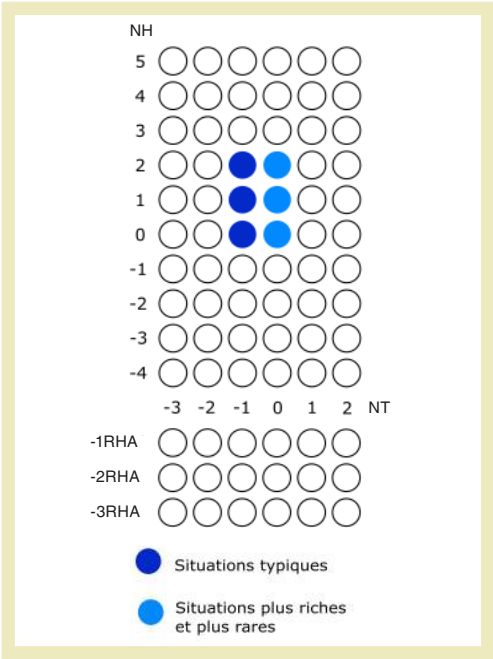 NH
5
4
3
2
1
0
-1
-2
-3
-4
-3 -2 -1 0 1 2 NT
-1RHA
-2RHA
-3RHA
Situations typiques
Situations plus riches
et plus rares